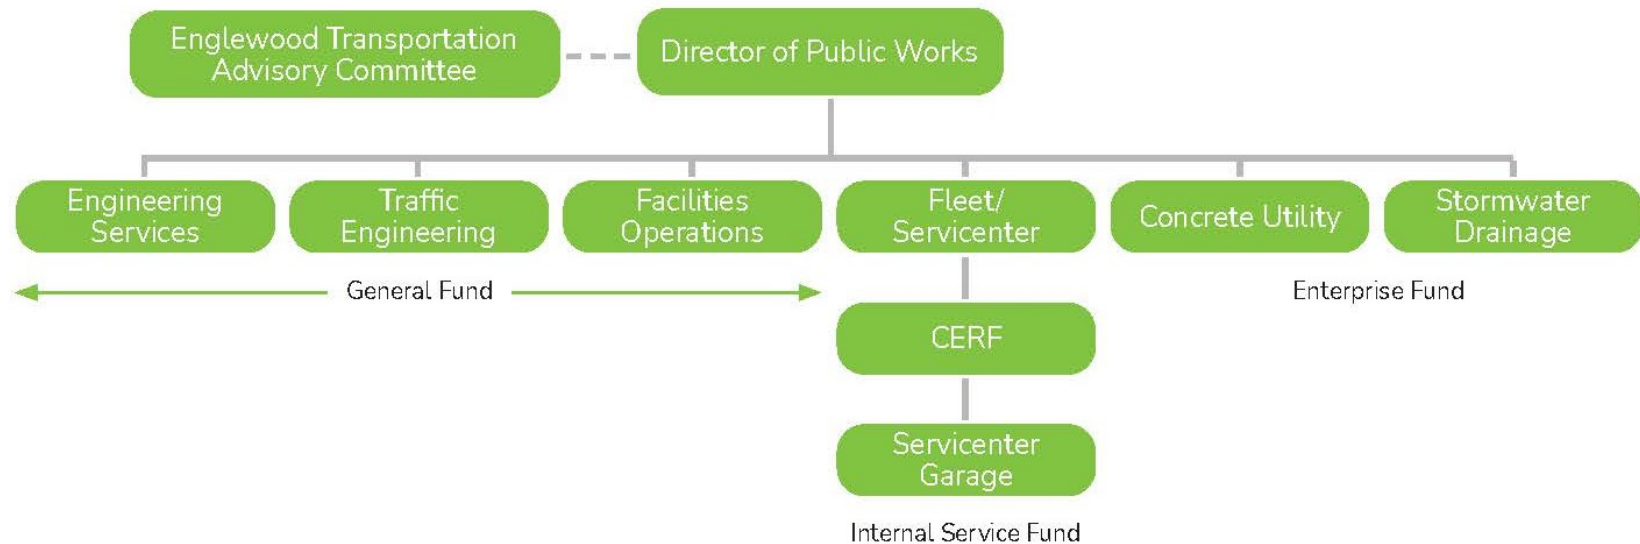 Englewood Transportation
Advisory Committee
Director of Public Works
Engineering
Services
Traffic
Engineering
Facilities
Operations
Fleet/
Servicenter
Concrete Utility
Stormwater
Drainage
General Fund
Enterprise Fund
CERF
Servicenter
Garage
Internal Service Fund